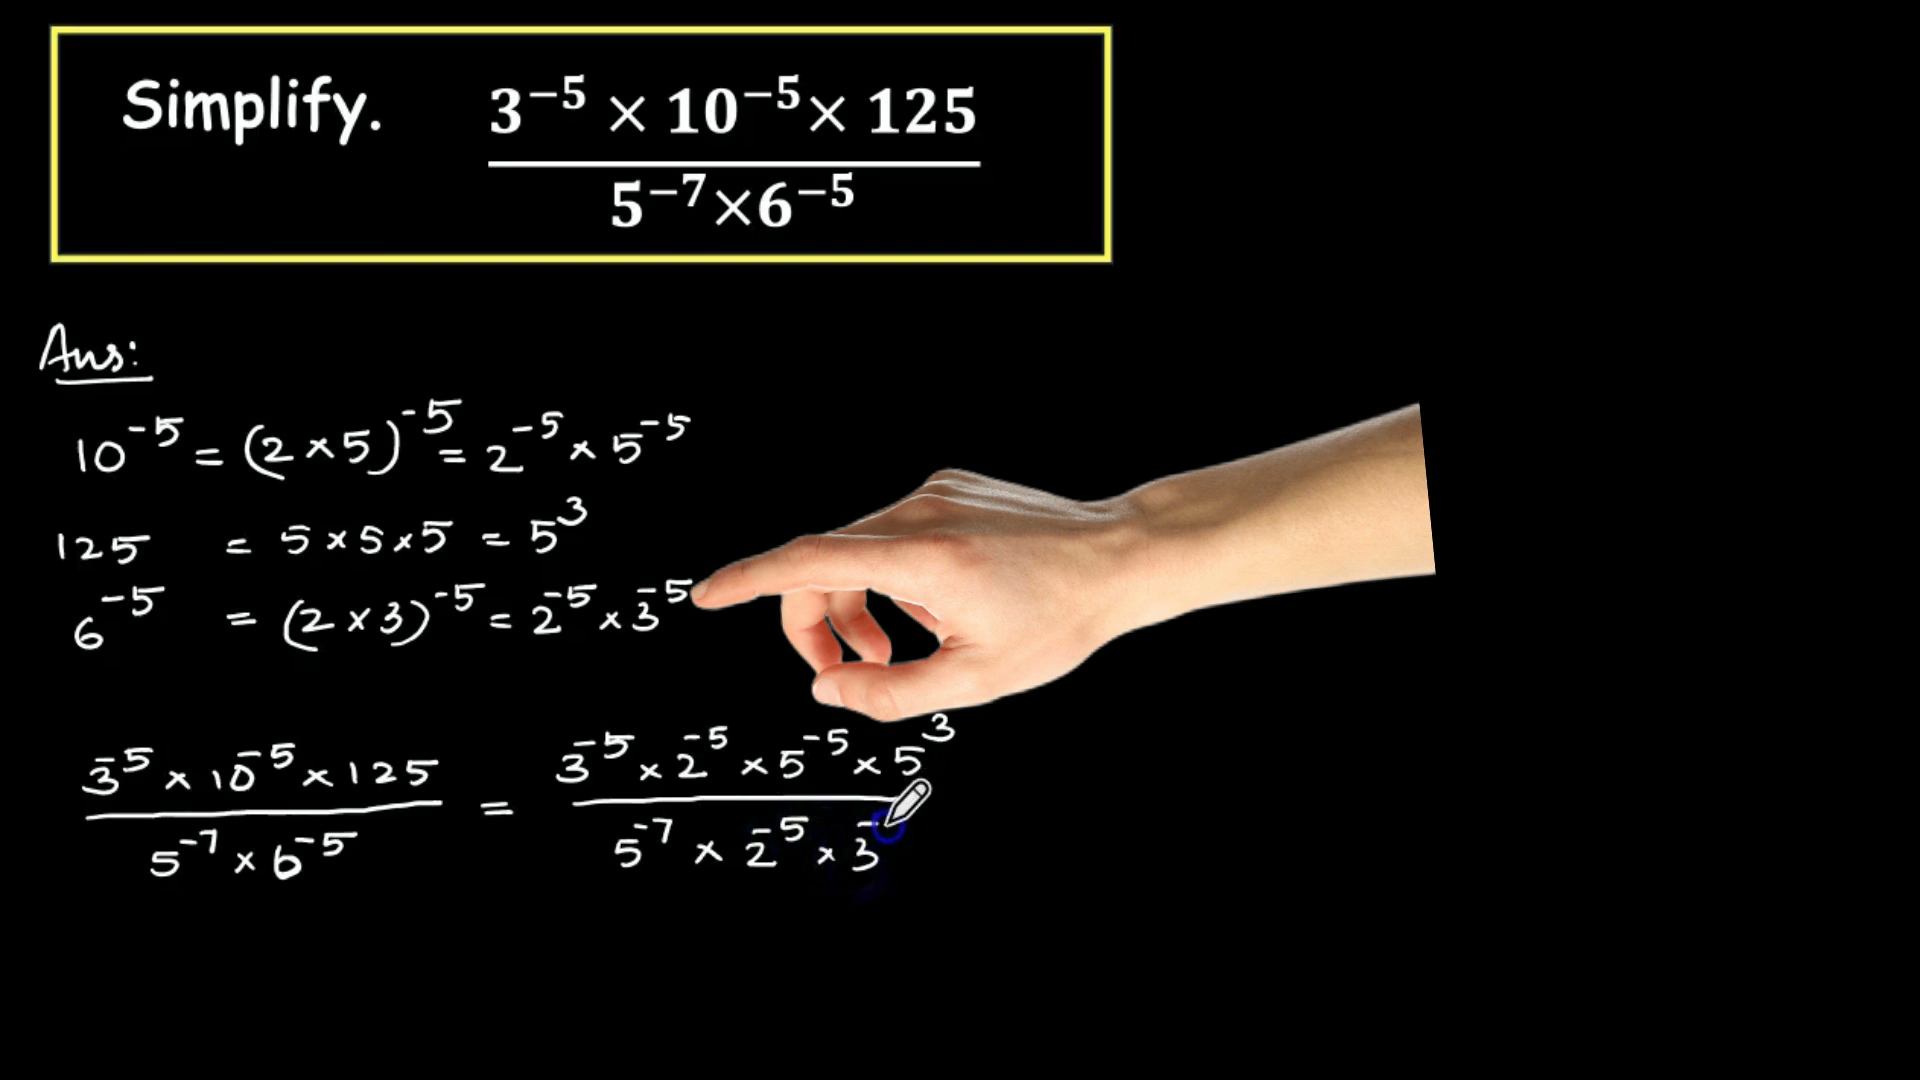 Simplify. 3⁻⁵ × 10⁻⁵ × 125
5⁻⁷ × 6⁻⁵
Ans:
10⁻⁵ = (2 × 5)⁻⁵ = 2⁻⁵ × 5⁻⁵
125 = 5 × 5 × 5 = 5³
6⁻⁵ = (2 × 3)⁻⁵ = 2⁻⁵ × 3⁻⁵
3⁻⁵ × 10⁻⁵ × 125 = 3⁻⁵ × 2⁻⁵ × 5⁻⁵ × 5³
5⁻⁷ × 6⁻⁵ 5⁻⁷ × 2⁻⁵ × 3⁻